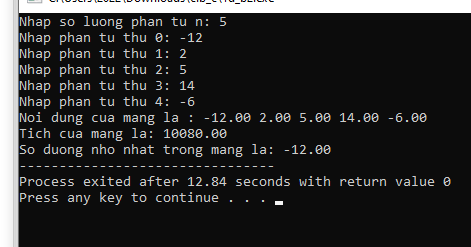 Nhap so luong phan tu n: 5
Nhap phan tu thu 0: -12
Nhap phan tu thu 1: 2
Nhap phan tu thu 2: 5
Nhap phan tu thu 3: 14
Nhap phan tu thu 4: -6
Noi dung cua mang la : -12.00 2.00 5.00 14.00 -6.00
Tich cua mang la: 10080.00
So duong nho nhat trong mang la: -12.00
--------------------------------
Process exited after 12.84 seconds with return value 0
Press any key to continue . . .